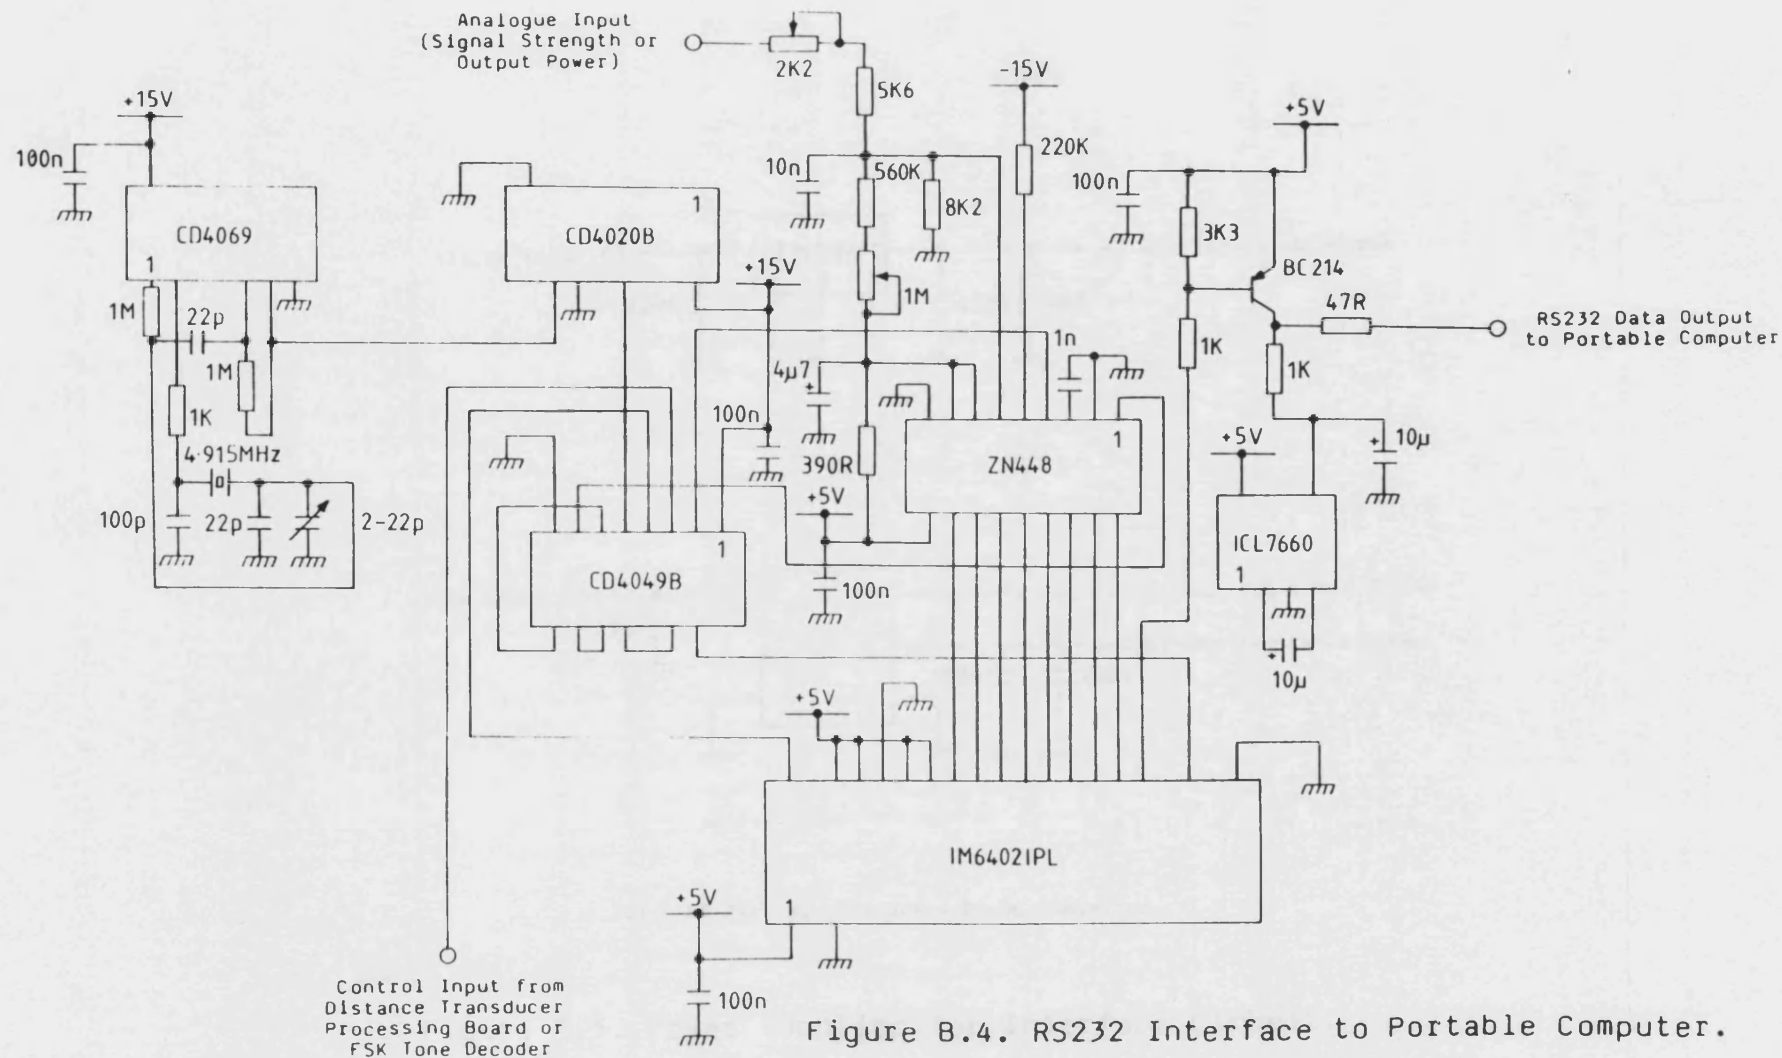 Analogue Input
(Signal Strength or
Output Power)
2K2
5K6
-15V
+15V
+5V
100n
10n
560K
220K
100n
8K2
1
CD4069
CD4020B
3K3
1
+15V
BC214
1M
1M
47R
RS232 Data Output
to Portable Computer
22p
1n
1K
1M
4µ7
1K
1K
100n
1
+5V
10µ
+
4·915MHz
390R
ZN448
+5V
100p
22p
2-22p
1
ICL7660
CD4049B
100n
1
+
10µ
+5V
IM6402IPL
+5V
1
100n
Control Input from
Distance Transducer
Processing Board or
FSK Tone Decoder
Figure B.4. RS232 Interface to Portable Computer.